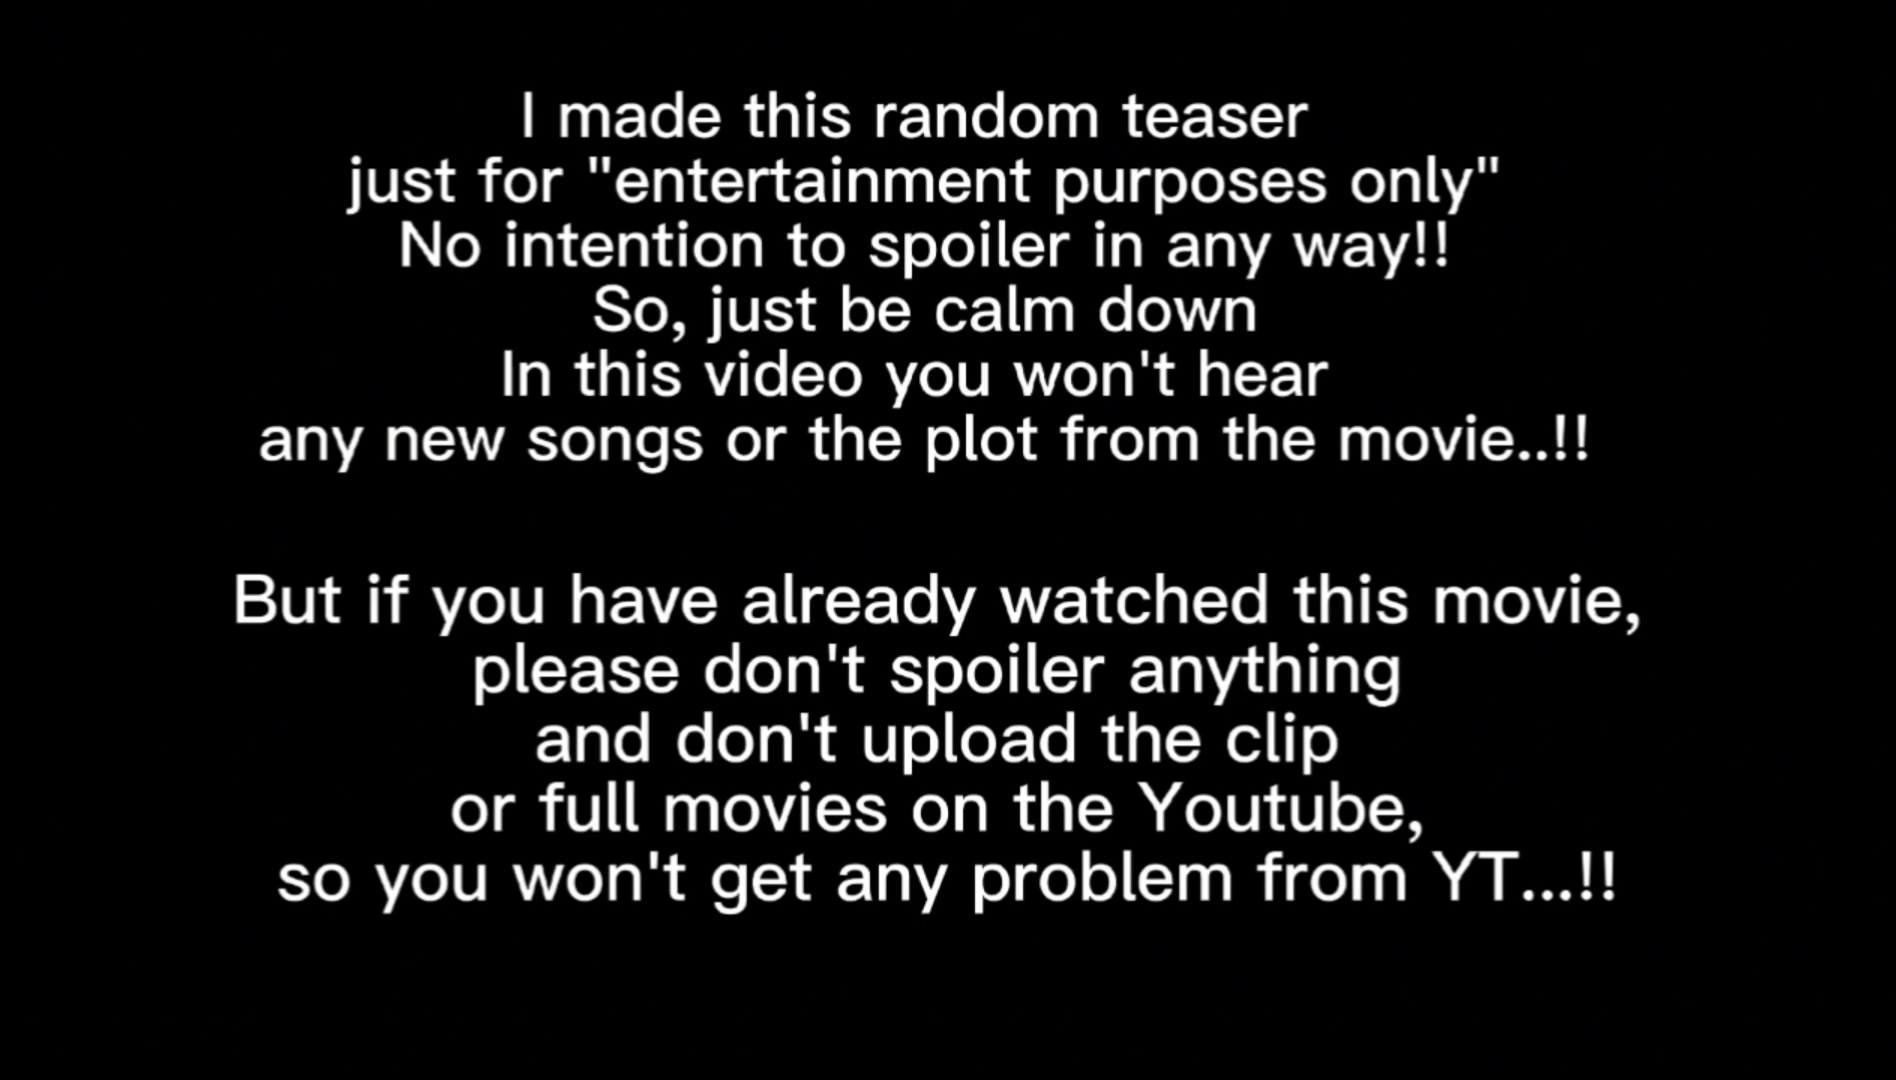 I made this random teaser
just for "entertainment purposes only"
No intention to spoiler in any way!!
So, just be calm down
In this video you won't hear
any new songs or the plot from the movie..!!
But if you have already watched this movie,
please don't spoiler anything
and don't upload the clip
or full movies on the Youtube,
so you won't get any problem from YT...!!